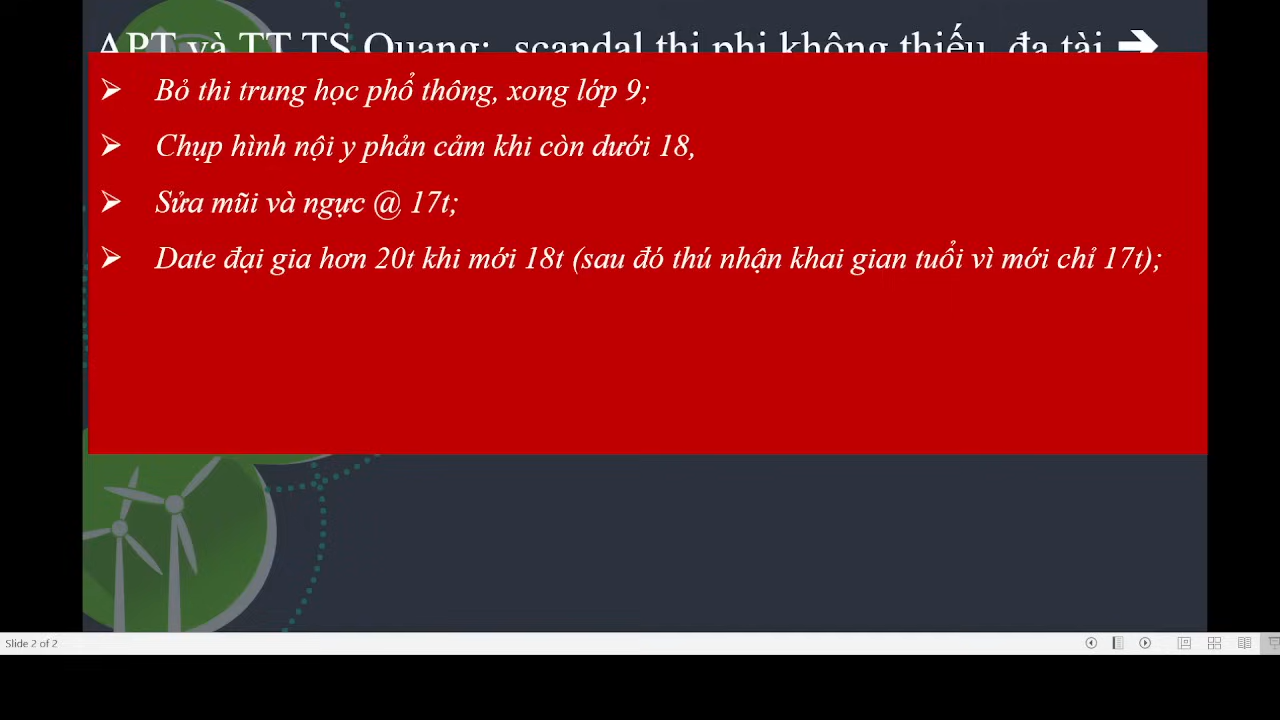 APT và TT TS Quang: scandal thị phi không thiếu, đa tài
Bỏ thi trung học phổ thông, xong lớp 9;
Chụp hình nội y phản cảm khi còn dưới 18,
Sửa mũi và ngực @ 17t;
Date đại gia hơn 20t khi mới 18t (sau đó thú nhận khai gian tuổi vì mới chỉ 17t);
Slide 2 of 2